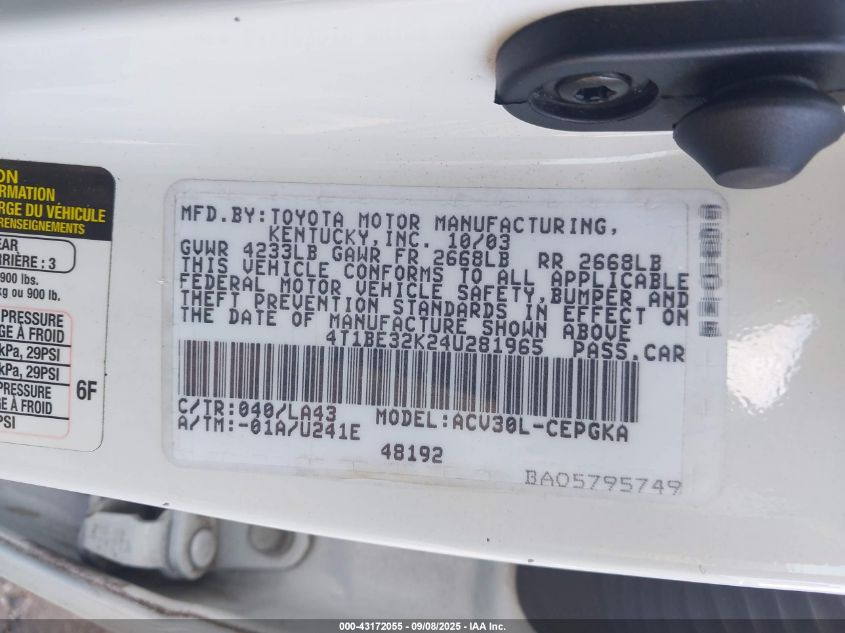 ON
RMATION
RGE DU VÉHICULE
RENSEIGNEMENTS
EAR
RRIÈRE : 3
900 lbs.
kg ou 900 lb.
PRESSURE
GE À FROID
kPa, 29PSI
kPa, 29PSI
PRESSURE
GE À FROID
PSI
6F
MFD.BY:TOYOTA MOTOR MANUFACTURING,
KENTUCKY,INC. 10/03
GVWR 4233LB GAWR FR 2668LB RR 2668LB
THIS VEHICLE CONFORMS TO ALL APPLICABLE
FEDERAL MOTOR VEHICLE SAFETY,BUMPER AND
THEFT PREVENTION STANDARDS IN EFFECT ON
THE DATE OF MANUFACTURE SHOWN ABOVE
4T1BE32K24U281965 PASS.CAR
C/TR:040/LA43 MODEL:ACV30L-CEPGKA
A/TM:-01A/U241E
48192
BA05795749
000-43172055 - 09/08/2025 - IAA Inc.